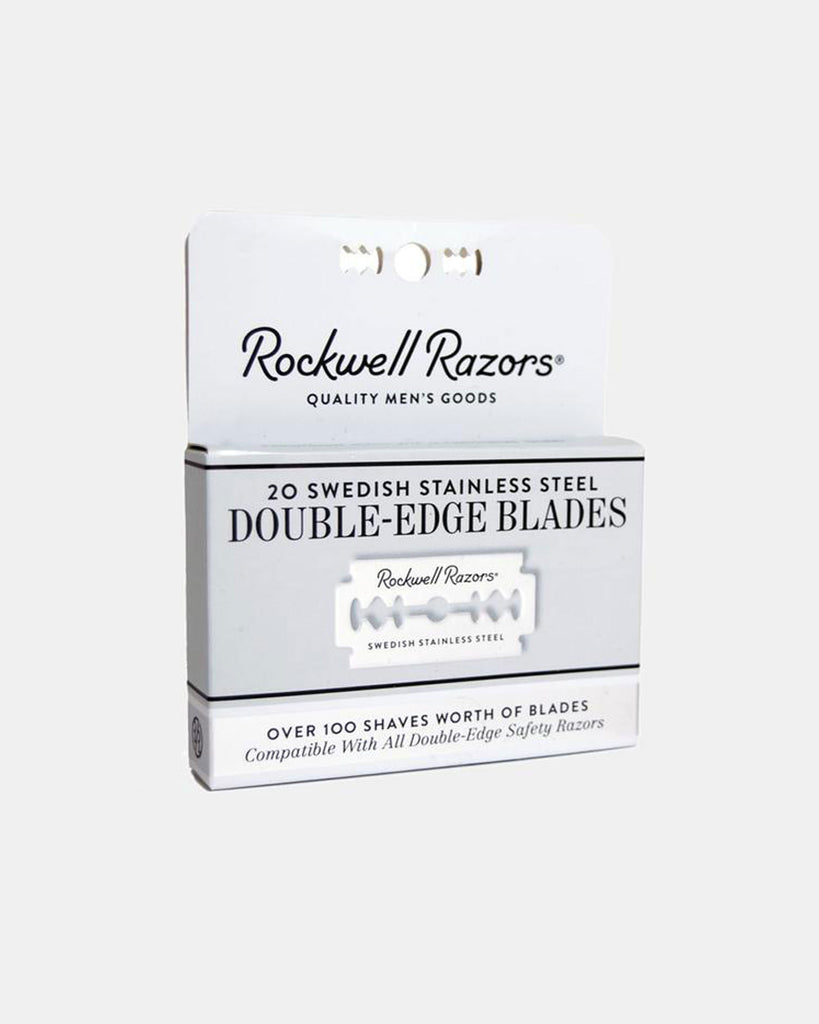 Rockwell Razors®
QUALITY MEN'S GOODS
20 SWEDISH STAINLESS STEEL
DOUBLE-EDGE BLADES
Rockwell Razors®
SWEDISH STAINLESS STEEL
OVER 100 SHAVES WORTH OF BLADES
Compatible With All Double-Edge Safety Razors